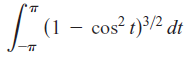 ∫_{-π}^{π} (1 − cos² t)^{3/2} dt